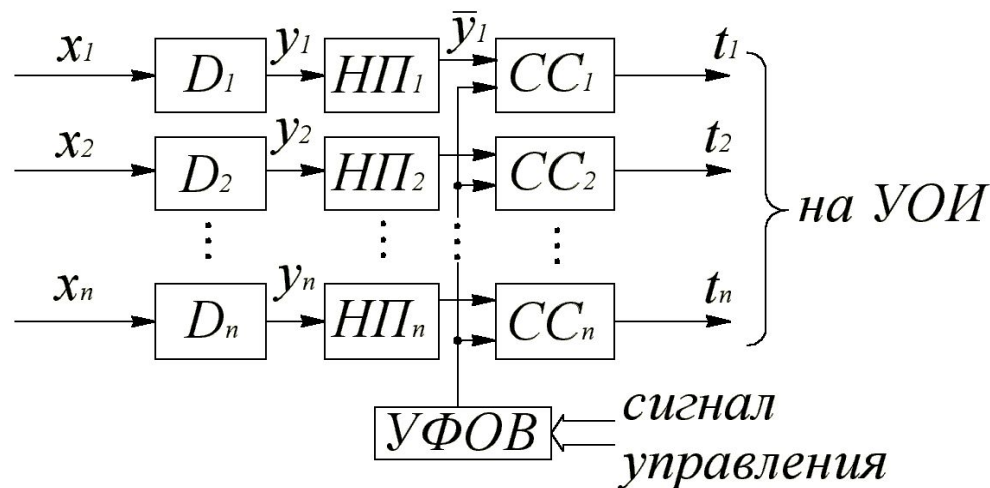 x₁ D₁ y₁ НП₁ ȳ₁ СС₁ t₁
x₂ D₂ y₂ НП₂ СС₂ t₂
на УОИ
xₙ Dₙ yₙ НПₙ ССₙ tₙ
УФОВ
сигнал
управления